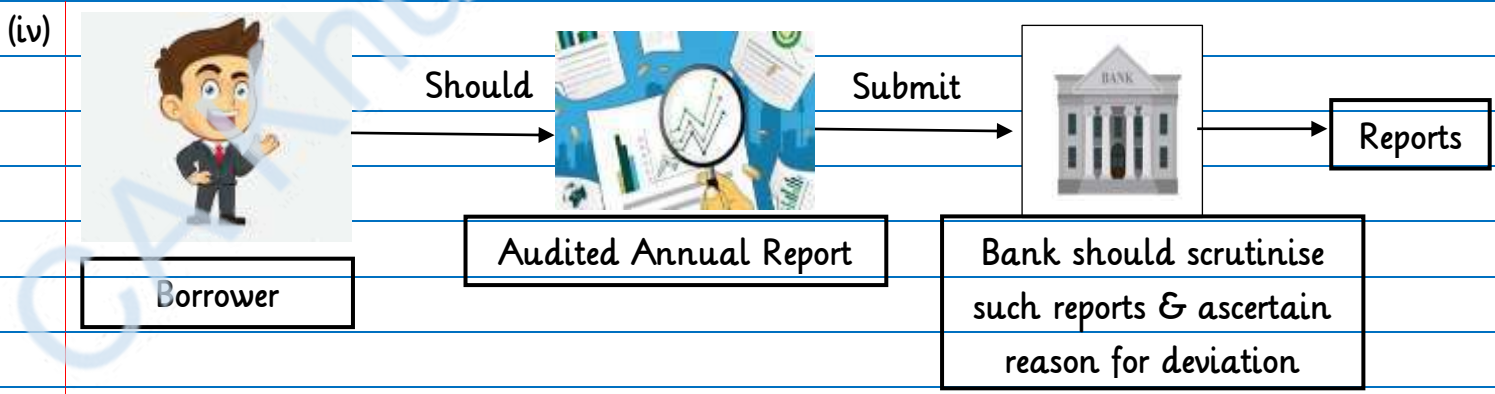 (iv)
Should
Submit
BANK
Reports
Audited Annual Report
Borrower
Bank should scrutinise
such reports & ascertain
reason for deviation